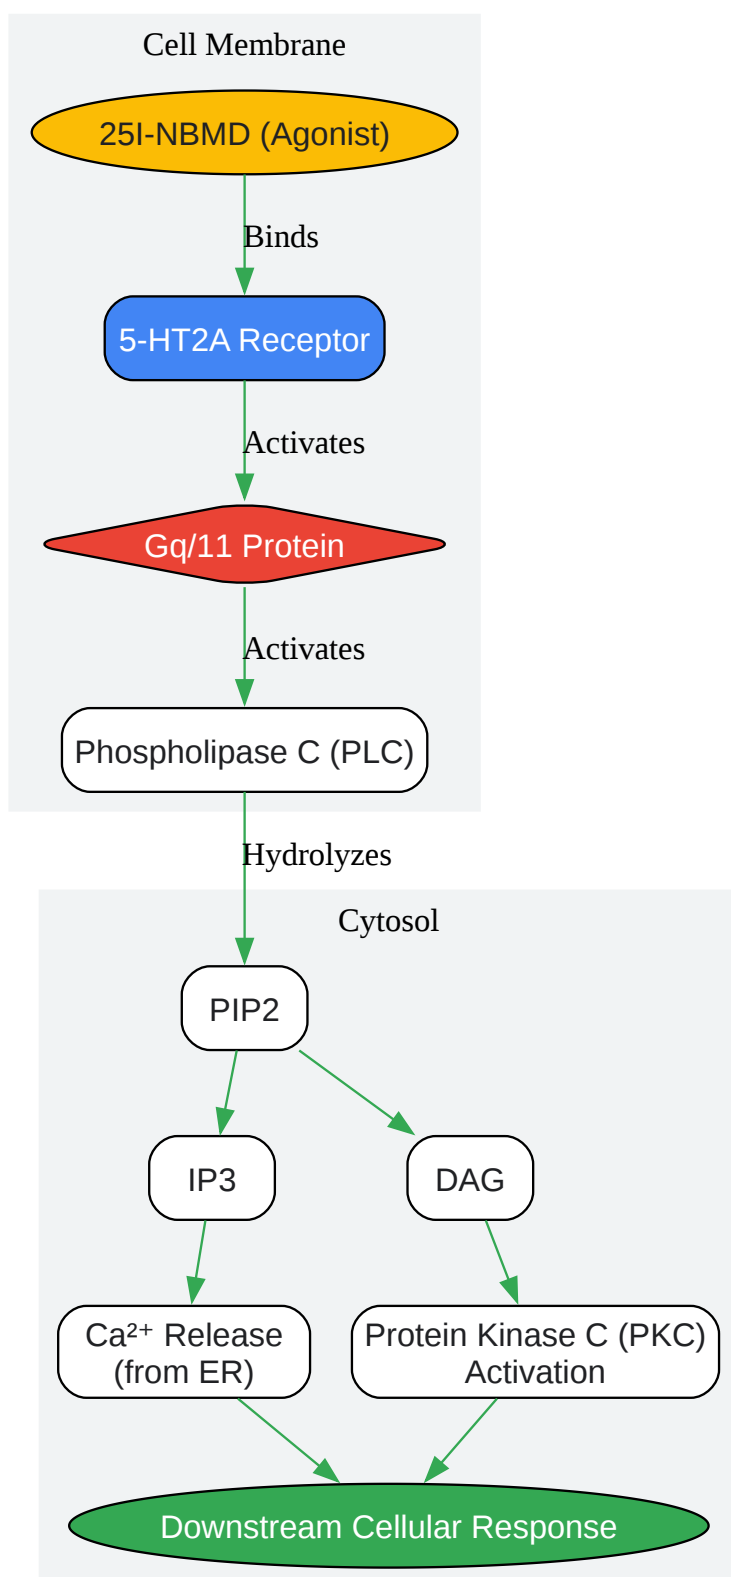 Cell Membrane
25I-NBMD (Agonist)
Binds
5-HT2A Receptor
Activates
Gq/11 Protein
Activates
Phospholipase C (PLC)
Hydrolyzes
Cytosol
PIP2
IP3
DAG
Ca²⁺ Release
(from ER)
Protein Kinase C (PKC)
Activation
Downstream Cellular Response